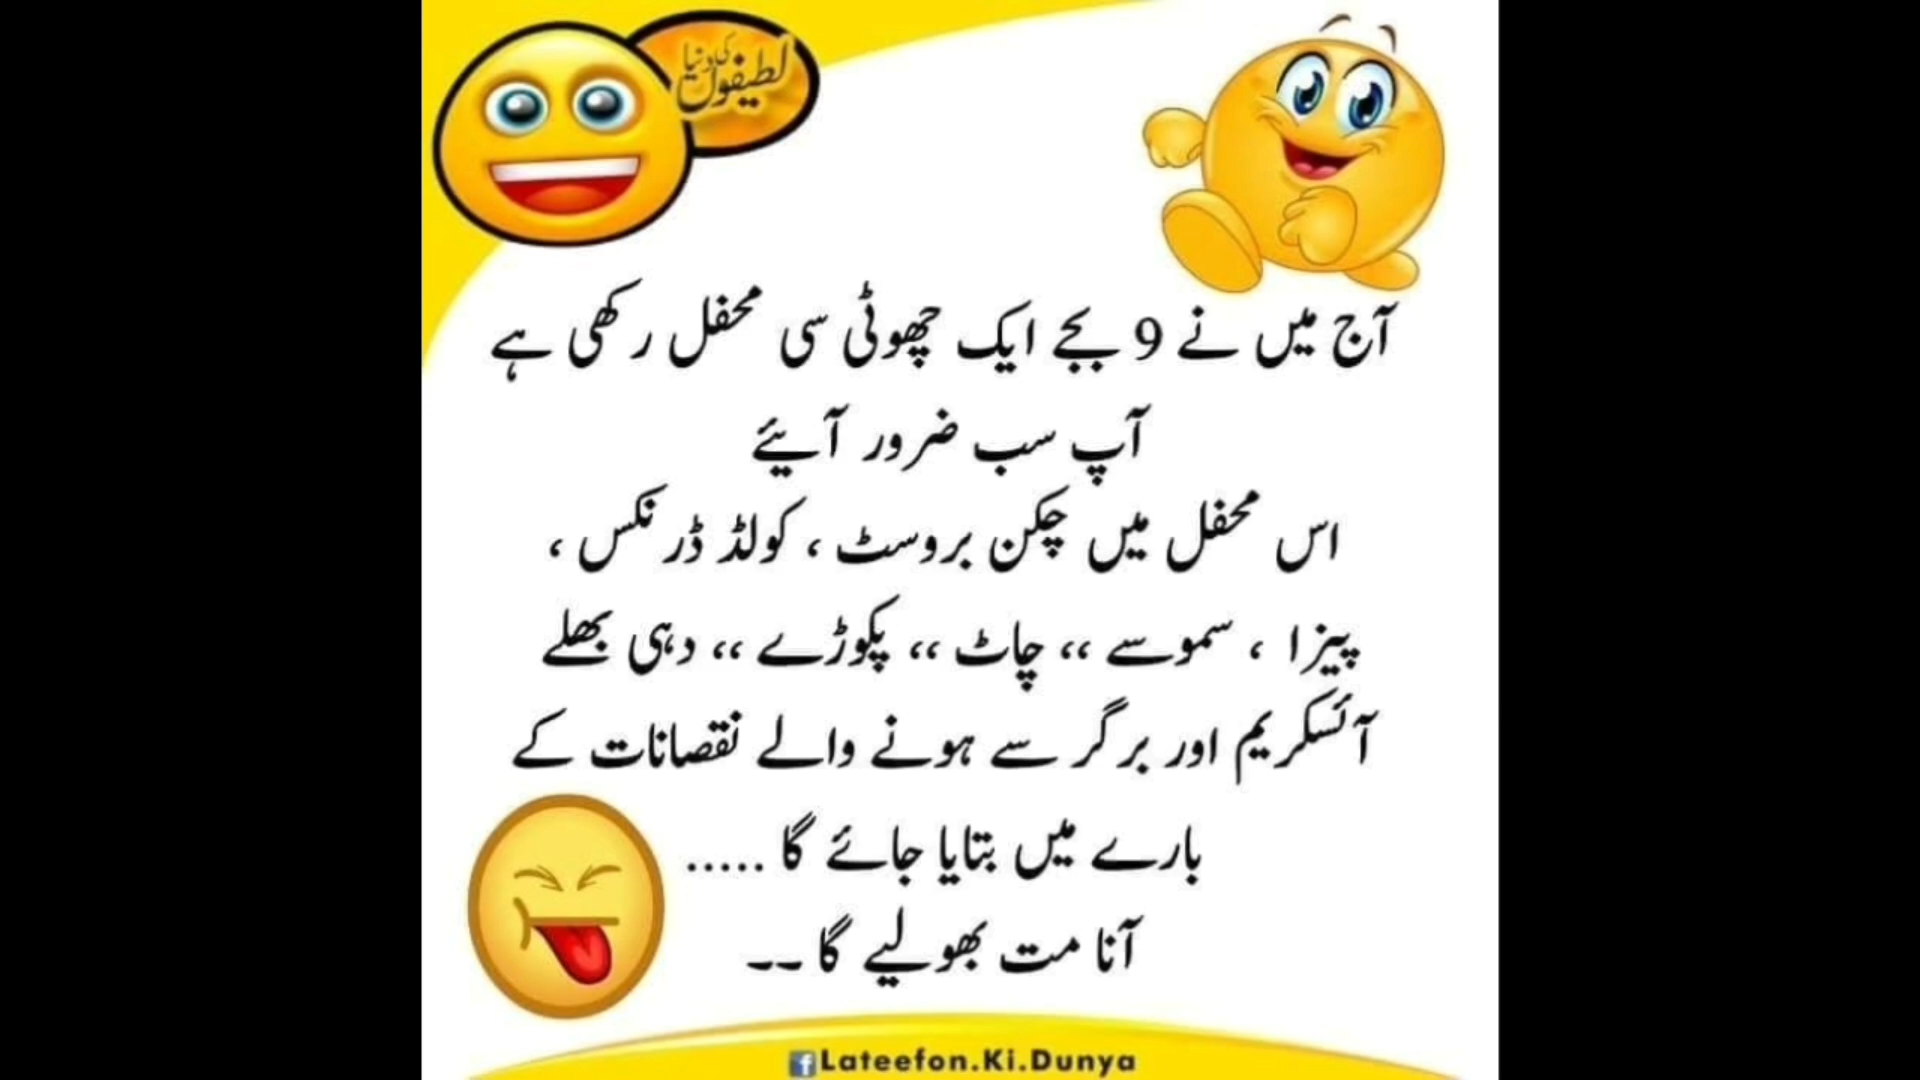 لطیفوں کی دنیا
آج میں نے 9 بجے ایک چھوٹی سی محفل رکھی ہے
آپ سب ضرور آیئے
اس محفل میں چکن بروسٹ ، کولڈ ڈرنکس ،
پیزا ، سموسے ،، چاٹ ،، پکوڑے ،، دہی بھلے
آئسکریم اور برگر سے ہونے والے نقصانات کے
بارے میں بتایا جائے گا .....
آنا مت بھولیے گا --
Lateefon.Ki.Dunya